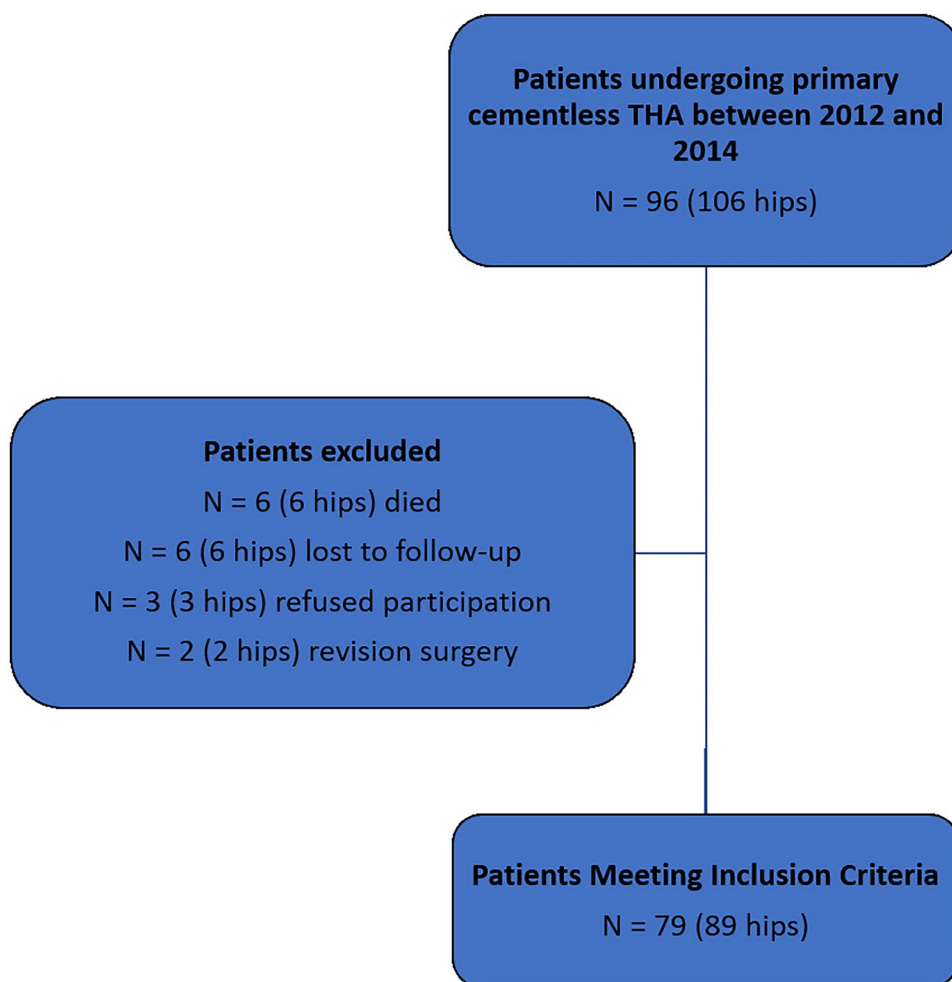 Patients undergoing primary
cementless THA between 2012 and
2014
N = 96 (106 hips)
Patients excluded
N = 6 (6 hips) died
N = 6 (6 hips) lost to follow-up
N = 3 (3 hips) refused participation
N = 2 (2 hips) revision surgery
Patients Meeting Inclusion Criteria
N = 79 (89 hips)